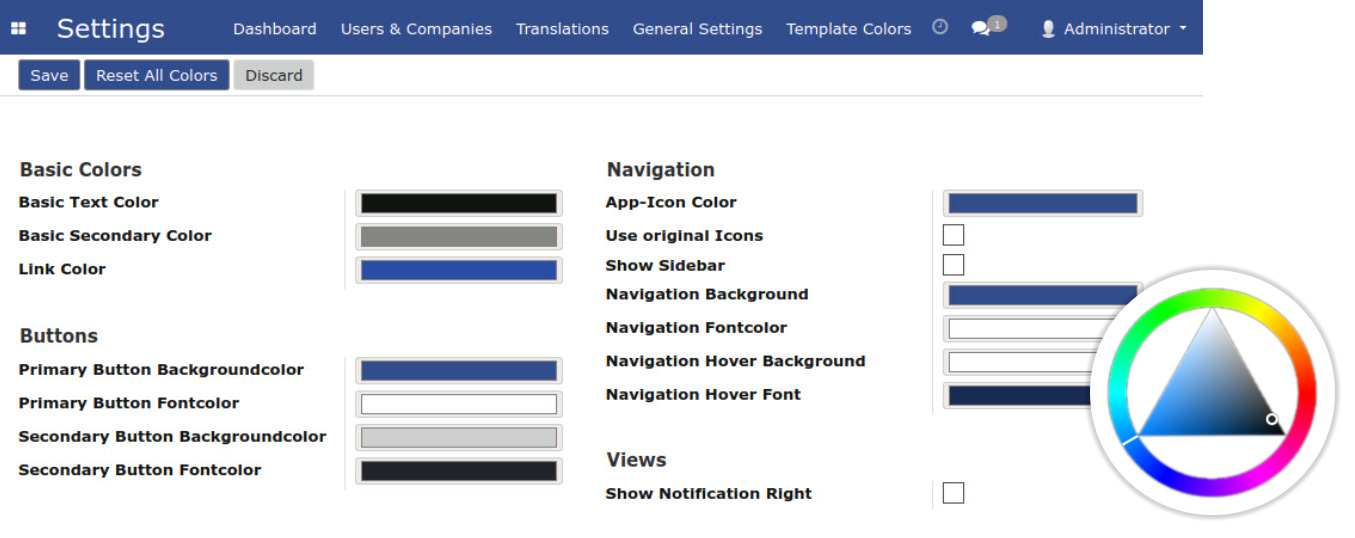 Settings Dashboard Users & Companies Translations General Settings Template Colors 1 Administrator
Save Reset All Colors Discard
Basic Colors
Basic Text Color
Basic Secondary Color
Link Color
Buttons
Primary Button Backgroundcolor
Primary Button Fontcolor
Secondary Button Backgroundcolor
Secondary Button Fontcolor
Navigation
App-Icon Color
Use original Icons
Show Sidebar
Navigation Background
Navigation Fontcolor
Navigation Hover Background
Navigation Hover Font
Views
Show Notification Right